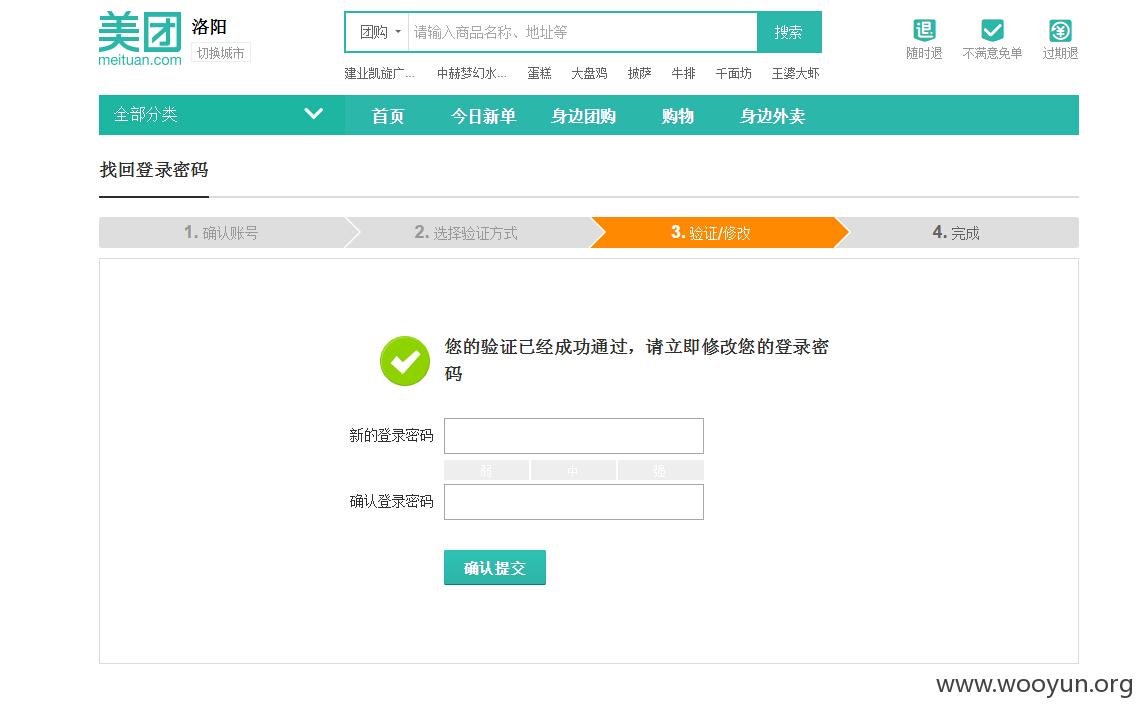 美团
meituan.com
洛阳
切换城市
团购
请输入商品名称、地址等
搜索
退
随时退
不满意免单
过期退
建业凯旋广... 中赫梦幻水... 蛋糕 大盘鸡 披萨 牛排 千面坊 王婆大虾
全部分类
首页 今日新单 身边团购 购物 身边外卖
找回登录密码
1. 确认账号
2. 选择验证方式
3. 验证/修改
4. 完成
您的验证已经成功通过，请立即修改您的登录密
码
新的登录密码
弱 中 强
确认登录密码
确认提交
www.wooyun.org